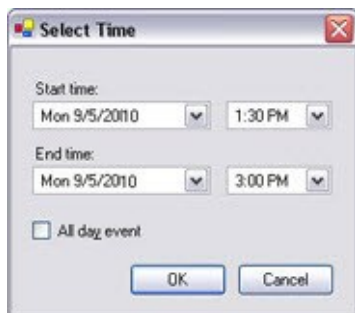 Select Time
Start time:
Mon 9/5/2010 1:30 PM
End time:
Mon 9/5/2010 3:00 PM
All day event
OK Cancel